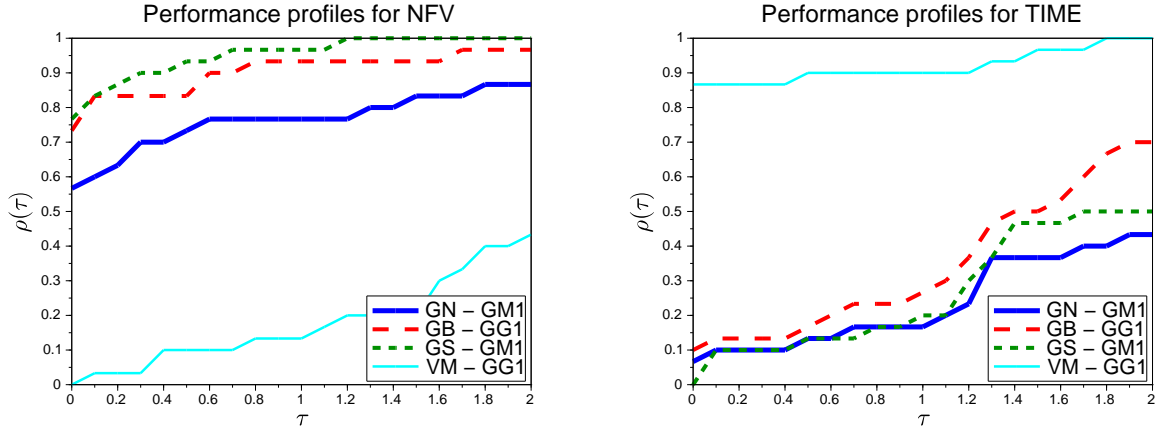 Performance profiles for NFV
1
0.9
0.8
0.7
0.6
0.5
0.4
0.3
0.2
0.1
0
ρ(τ)
0 0.2 0.4 0.6 0.8 1 1.2 1.4 1.6 1.8 2
τ
GN – GM1
GB – GG1
GS – GM1
VM – GG1
Performance profiles for TIME
1
0.9
0.8
0.7
0.6
0.5
0.4
0.3
0.2
0.1
0
ρ(τ)
0 0.2 0.4 0.6 0.8 1 1.2 1.4 1.6 1.8 2
τ
GN – GM1
GB – GG1
GS – GM1
VM – GG1